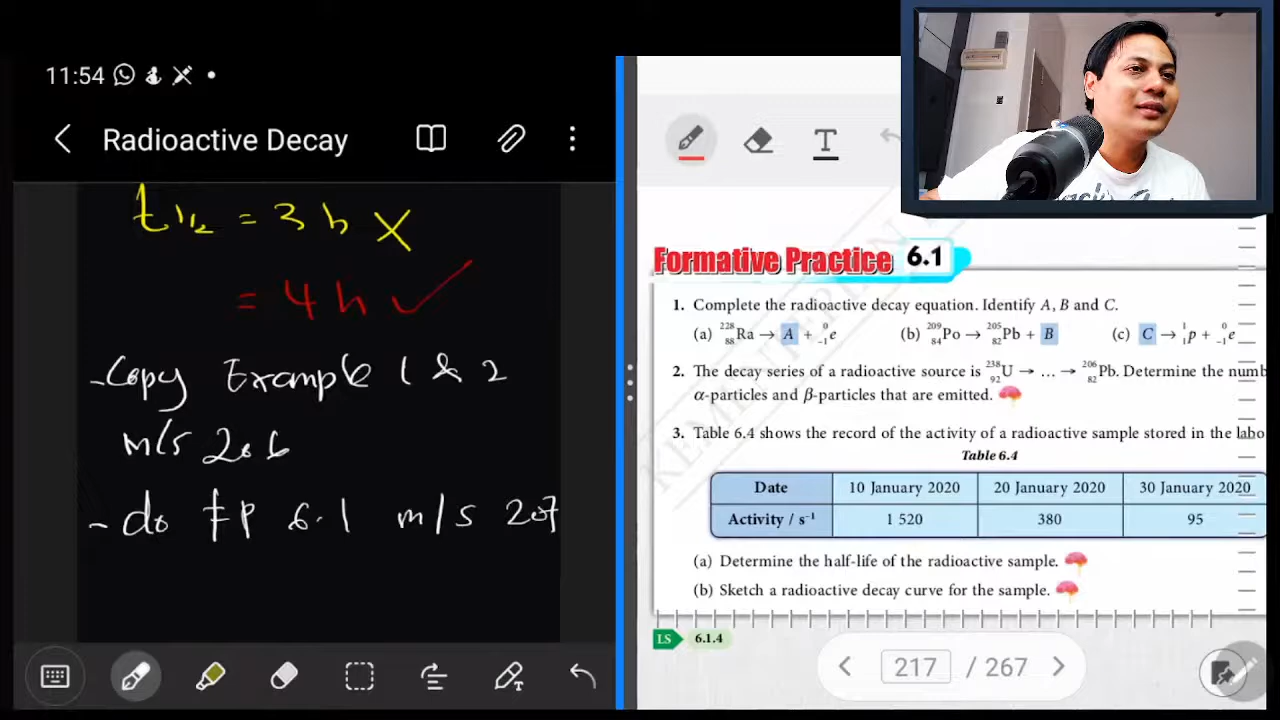 11:54
Radioactive Decay
t½ = 3 h X
= 4 h ✓
- Copy Example 1 & 2
m/s 206
- do FP 6.1 m/s 207
Formative Practice 6.1
1. Complete the radioactive decay equation. Identify A, B and C.
(a) ²²⁸₈₈Ra → A + ⁰₋₁e (b) ²⁰⁹₈₄Po → ²⁰⁵₈₂Pb + B (c) C → ¹₁p + ⁰₋₁e
2. The decay series of a radioactive source is ²³⁸₉₂U → ... → ²⁰⁶₈₂Pb. Determine the numb
α-particles and β-particles that are emitted.
3. Table 6.4 shows the record of the activity of a radioactive sample stored in the labo
Table 6.4
Date 10 January 2020 20 January 2020 30 January 2020
Activity / s⁻¹ 1 520 380 95
(a) Determine the half-life of the radioactive sample.
(b) Sketch a radioactive decay curve for the sample.
LS 6.1.4
217 / 267